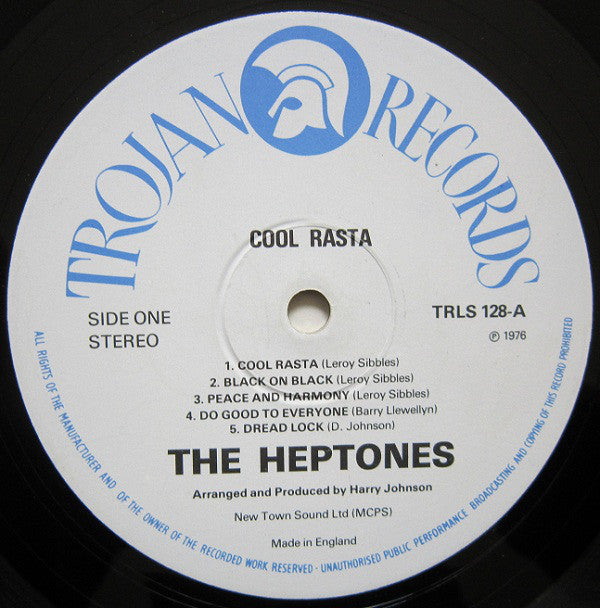 TROJAN RECORDS
COOL RASTA
SIDE ONE
STEREO
TRLS 128-A
℗ 1976
1. COOL RASTA (Leroy Sibbles)
2. BLACK ON BLACK (Leroy Sibbles)
3. PEACE AND HARMONY (Leroy Sibbles)
4. DO GOOD TO EVERYONE (Barry Llewellyn)
5. DREAD LOCK (D. Johnson)
THE HEPTONES
Arranged and Produced by Harry Johnson
New Town Sound Ltd (MCPS)
Made in England
ALL RIGHTS OF THE MANUFACTURER AND OF THE OWNER OF THE RECORDED WORK RESERVED - UNAUTHORISED PUBLIC PERFORMANCE BROADCASTING AND COPYING OF THIS RECORD PROHIBITED